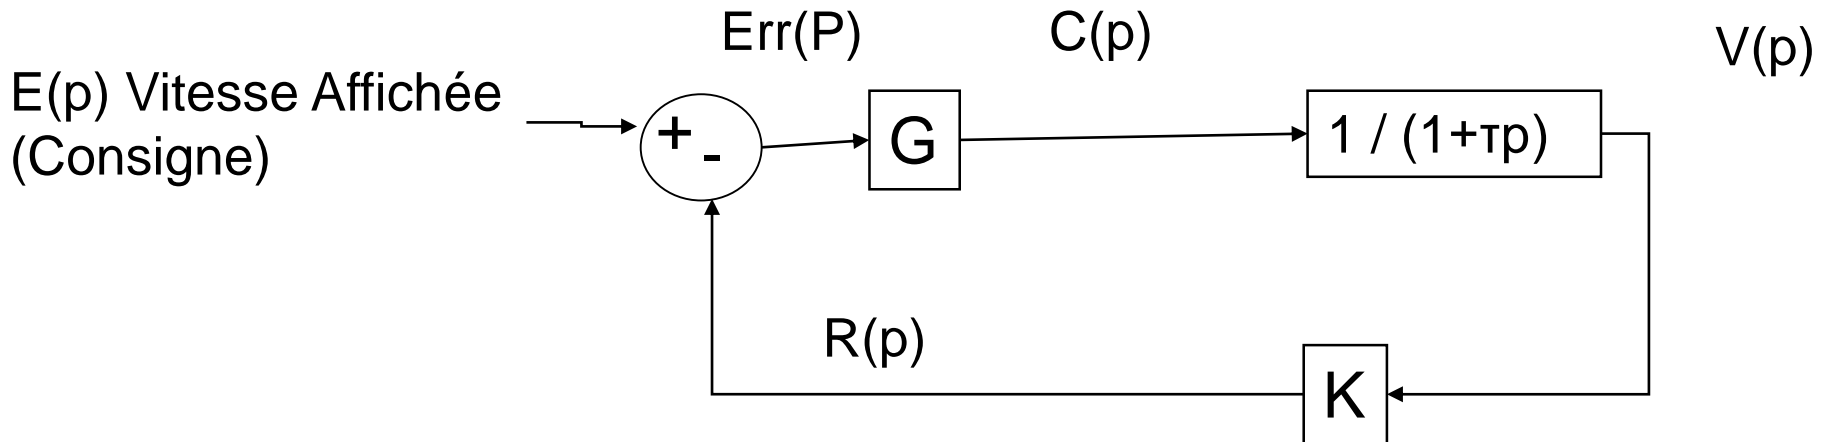 Err(P)
C(p)
V(p)
E(p) Vitesse Affichée
(Consigne)
+
-
G
1 / (1+τp)
R(p)
K